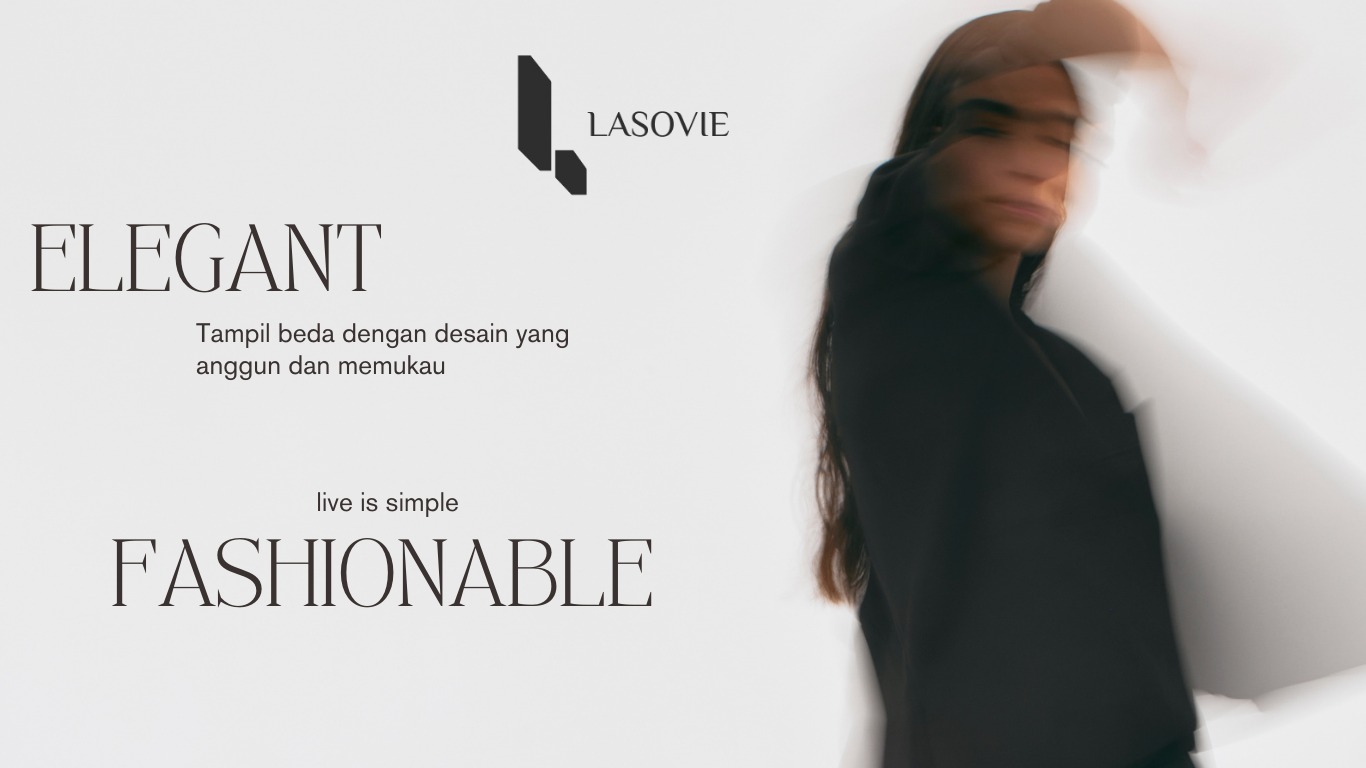 LASOVIE
ELEGANT
Tampil beda dengan desain yang
anggun dan memukau
live is simple
FASHIONABLE